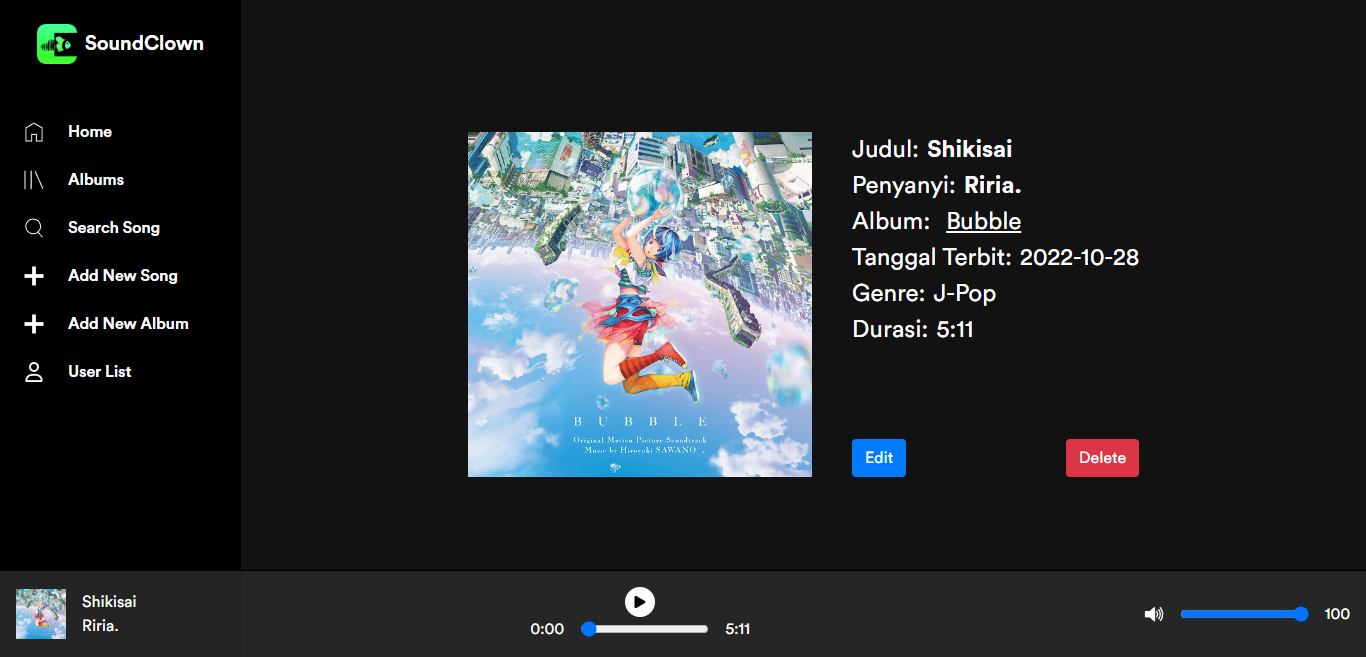 SoundClown
Home
Albums
Search Song
Add New Song
Add New Album
User List
BUBBLE
Original Motion Picture Soundtrack
Music by Hiroyuki SAWANO
Judul: Shikisai
Penyanyi: Riria.
Album: Bubble
Tanggal Terbit: 2022-10-28
Genre: J-Pop
Durasi: 5:11
Edit
Delete
Shikisai
Riria.
0:00
5:11
100